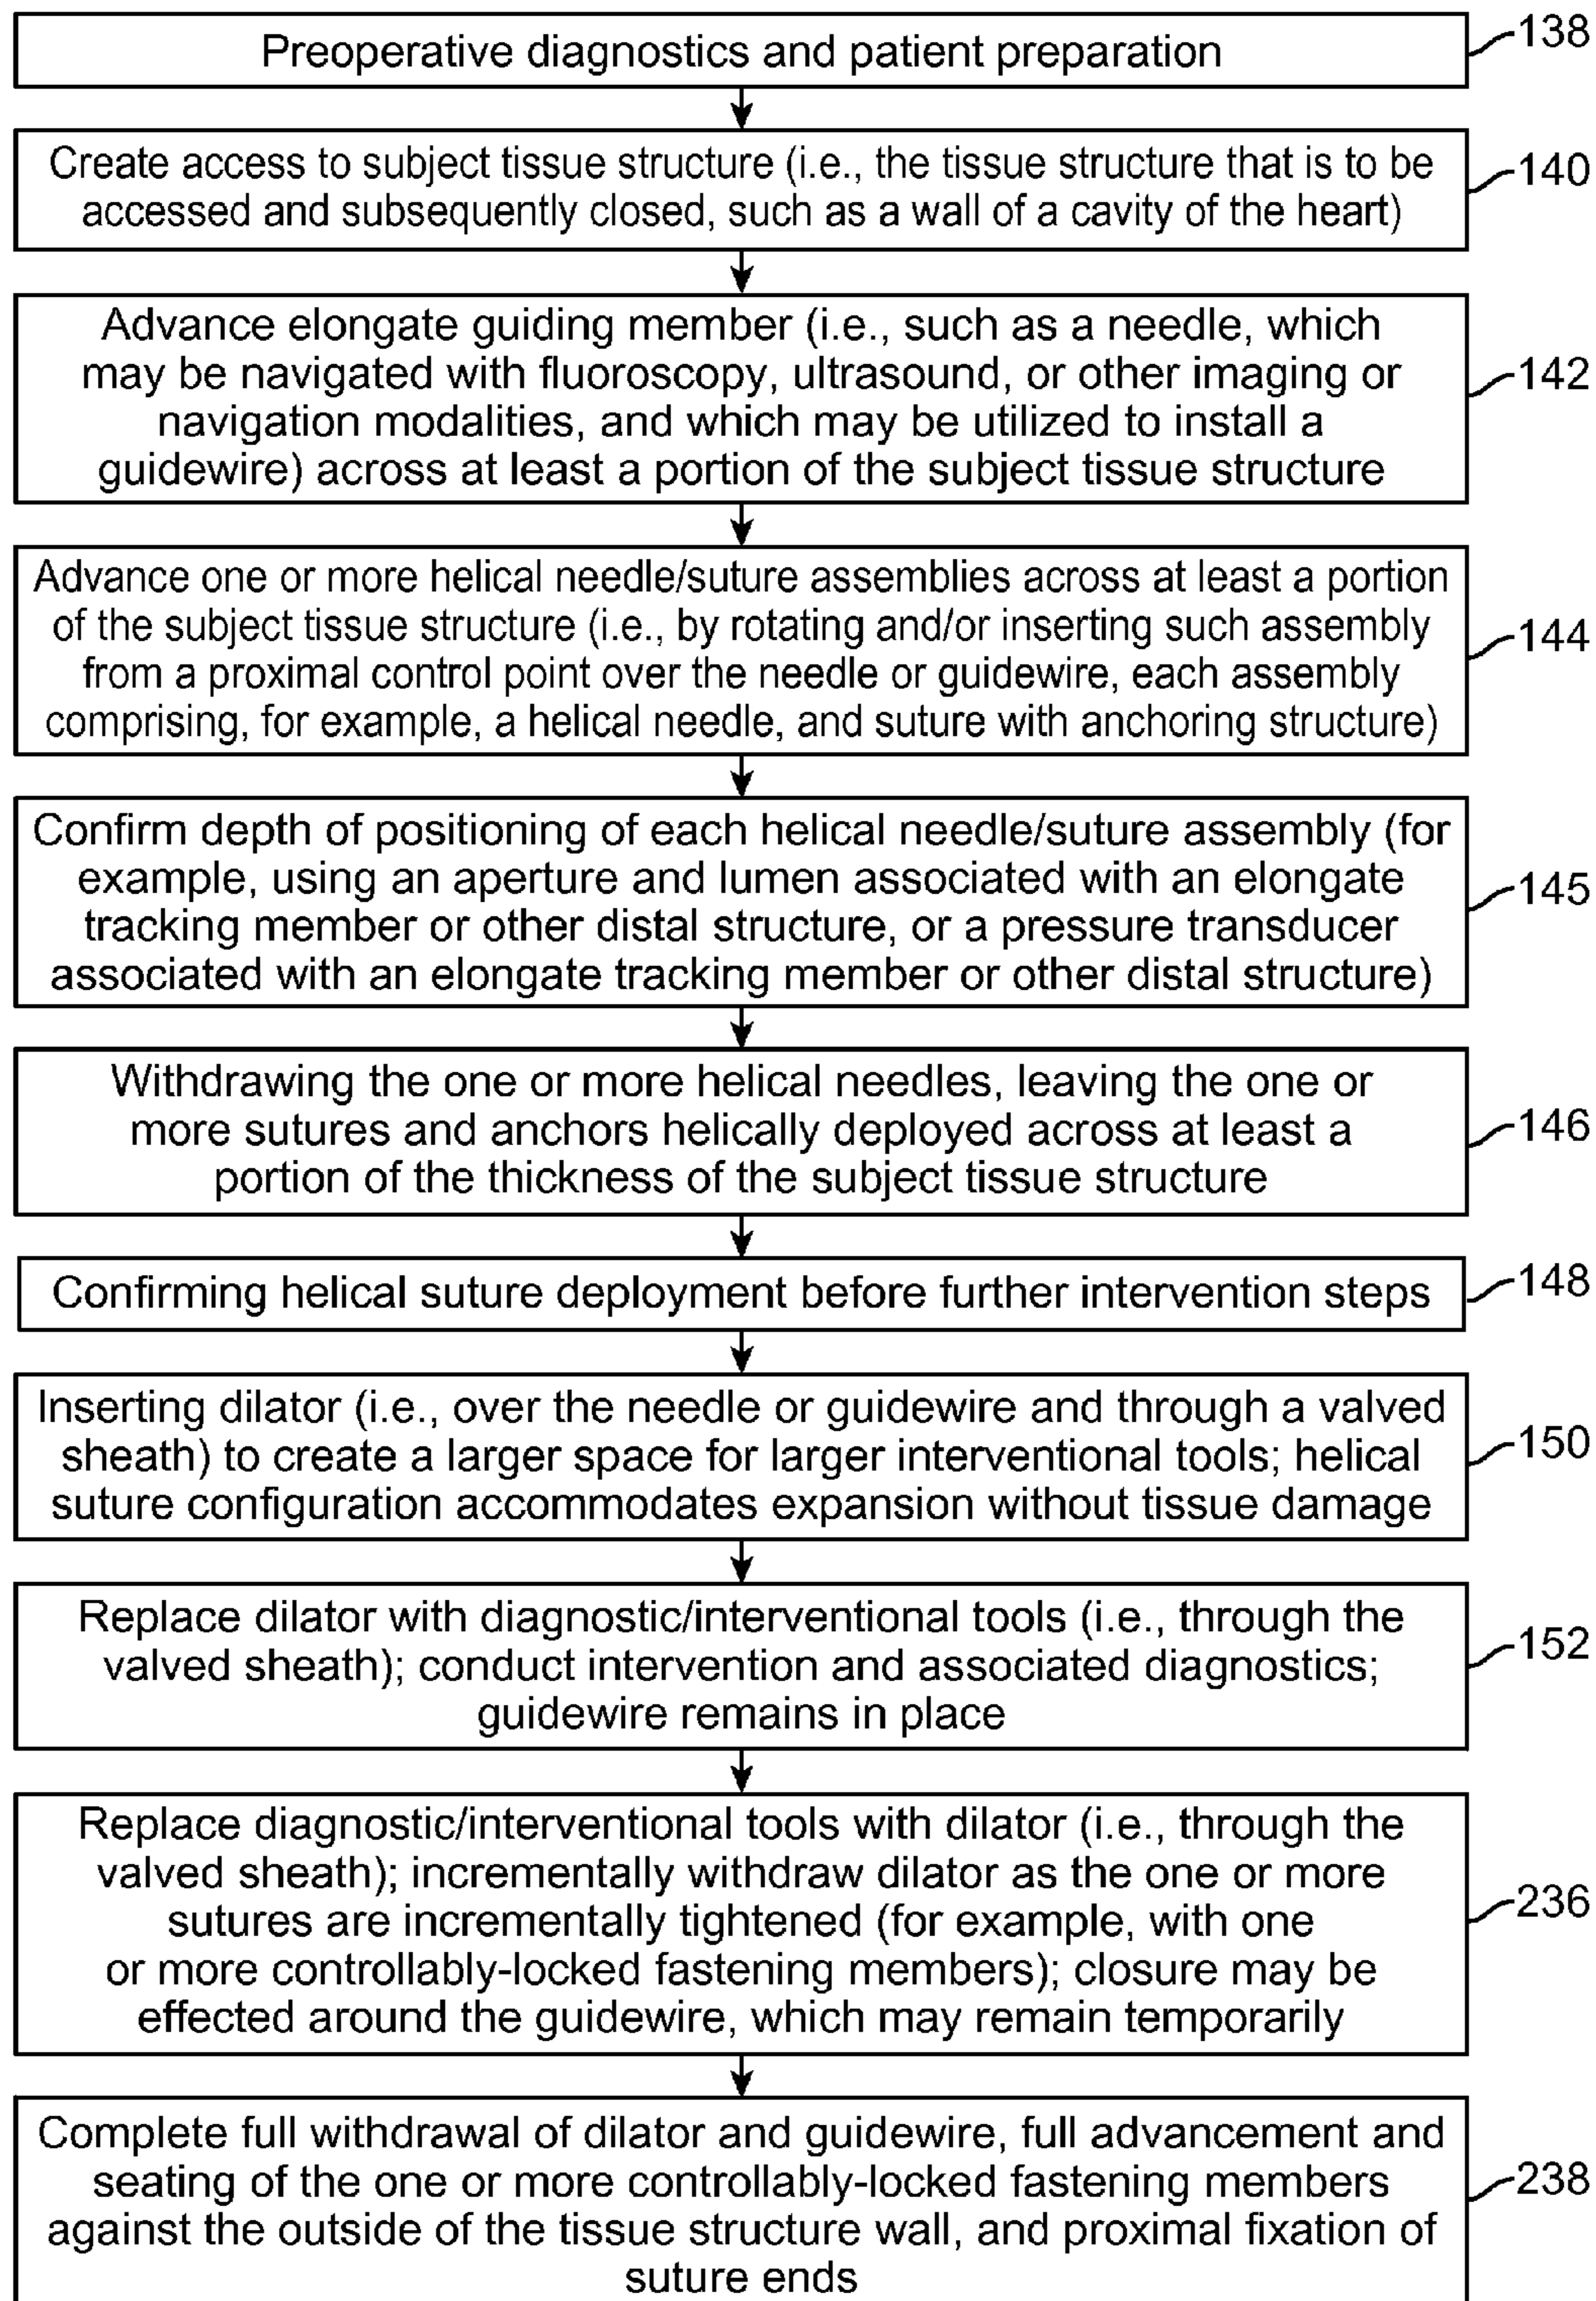 Preoperative diagnostics and patient preparation
138
Create access to subject tissue structure (i.e., the tissue structure that is to be
accessed and subsequently closed, such as a wall of a cavity of the heart)
140
Advance elongate guiding member (i.e., such as a needle, which
may be navigated with fluoroscopy, ultrasound, or other imaging or
navigation modalities, and which may be utilized to install a
guidewire) across at least a portion of the subject tissue structure
142
Advance one or more helical needle/suture assemblies across at least a portion
of the subject tissue structure (i.e., by rotating and/or inserting such assembly
from a proximal control point over the needle or guidewire, each assembly
comprising, for example, a helical needle, and suture with anchoring structure)
144
Confirm depth of positioning of each helical needle/suture assembly (for
example, using an aperture and lumen associated with an elongate
tracking member or other distal structure, or a pressure transducer
associated with an elongate tracking member or other distal structure)
145
Withdrawing the one or more helical needles, leaving the one or
more sutures and anchors helically deployed across at least a
portion of the thickness of the subject tissue structure
146
Confirming helical suture deployment before further intervention steps
148
Inserting dilator (i.e., over the needle or guidewire and through a valved
sheath) to create a larger space for larger interventional tools; helical
suture configuration accommodates expansion without tissue damage
150
Replace dilator with diagnostic/interventional tools (i.e., through the
valved sheath); conduct intervention and associated diagnostics;
guidewire remains in place
152
Replace diagnostic/interventional tools with dilator (i.e., through the
valved sheath); incrementally withdraw dilator as the one or more
sutures are incrementally tightened (for example, with one
or more controllably-locked fastening members); closure may be
effected around the guidewire, which may remain temporarily
236
Complete full withdrawal of dilator and guidewire, full advancement and
seating of the one or more controllably-locked fastening members
against the outside of the tissue structure wall, and proximal fixation of
suture ends
238